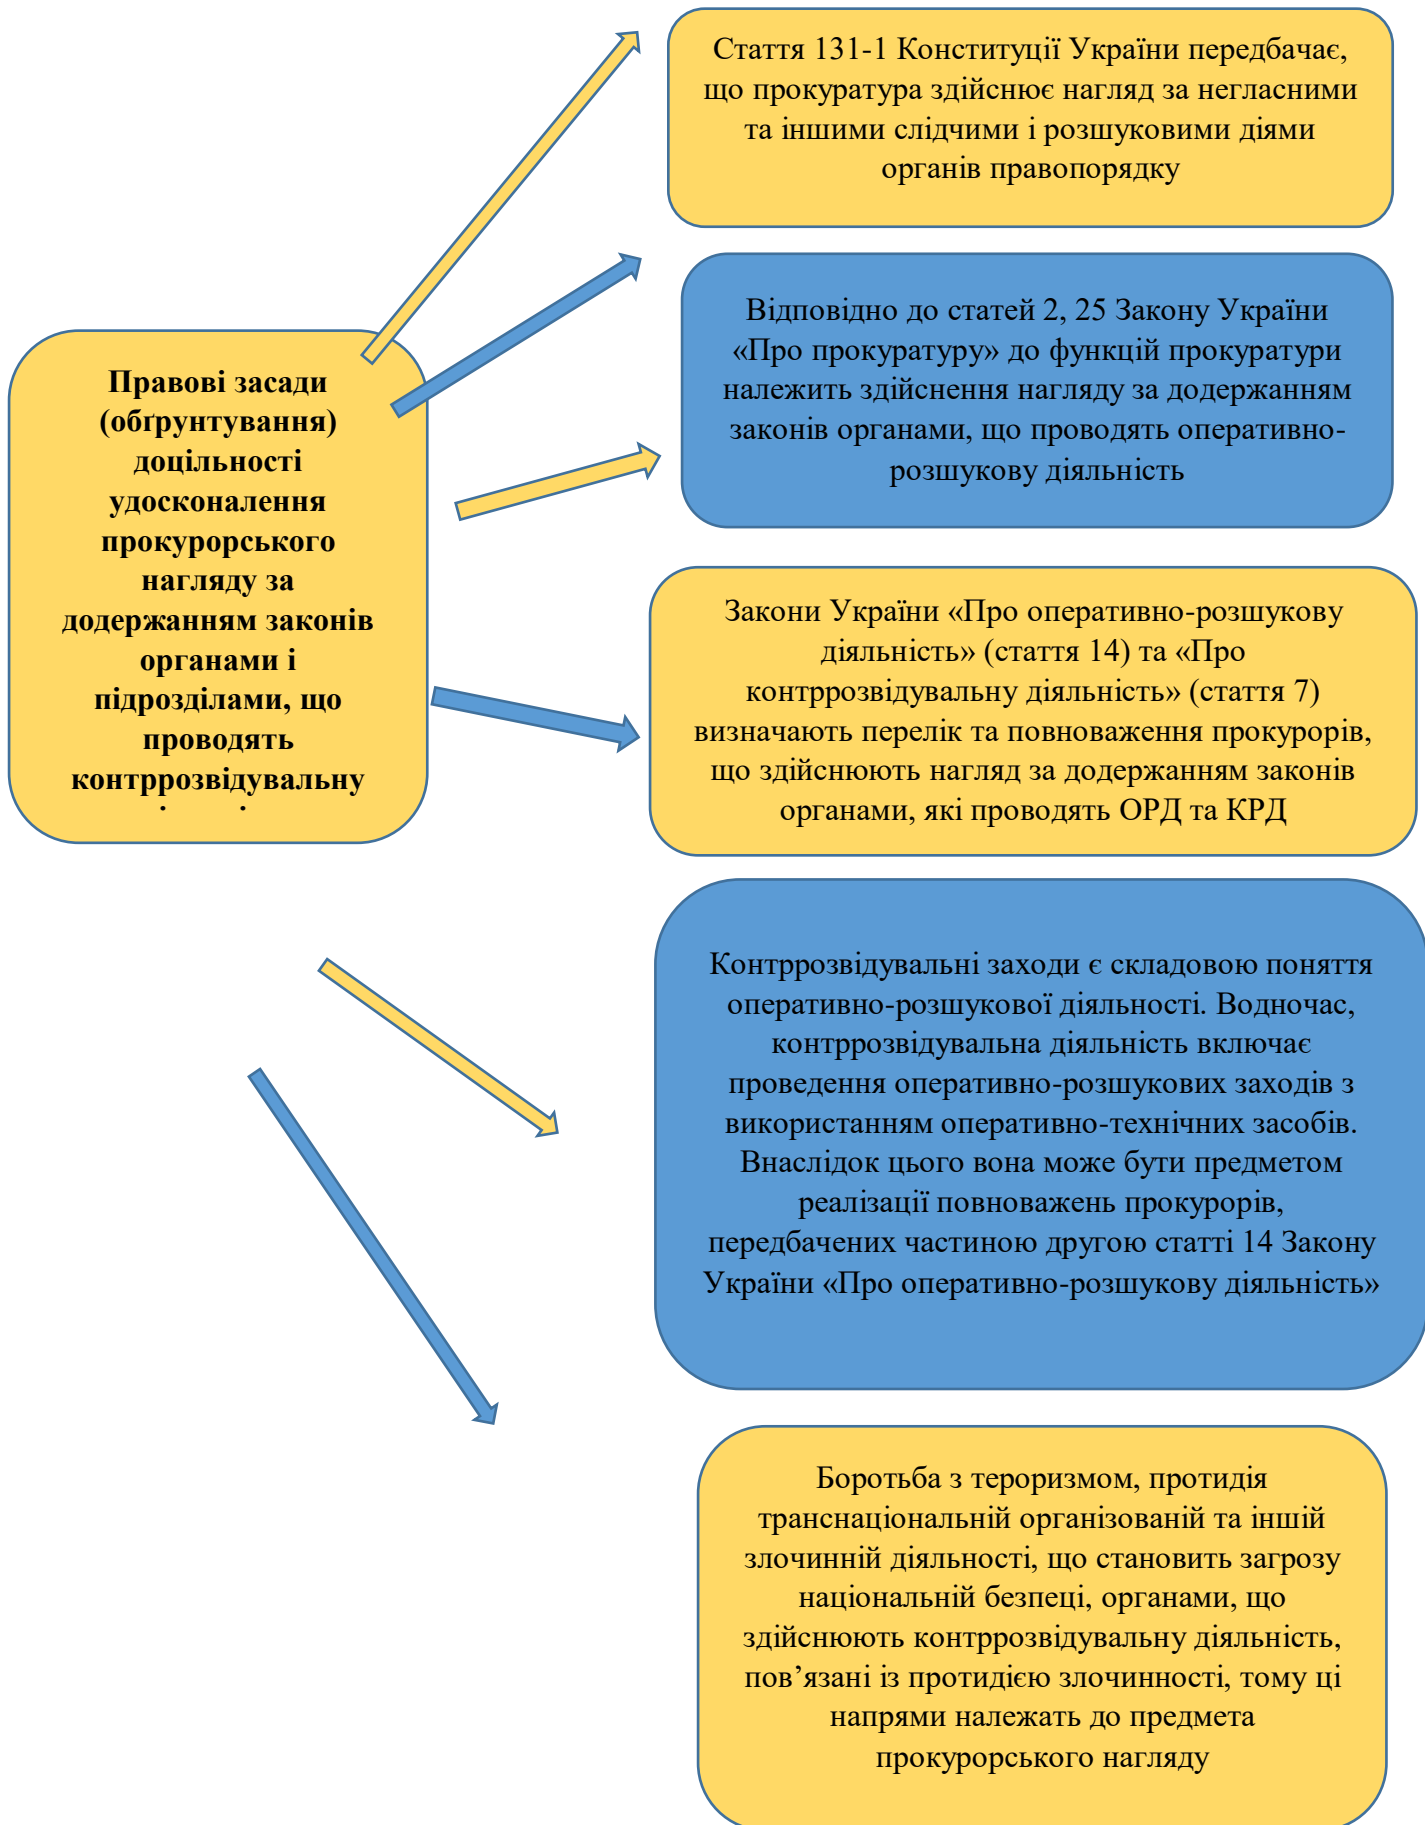 Правові засади
(обґрунтування)
доцільності
удосконалення
прокурорського
нагляду за
додержанням законів
органами і
підрозділами, що
проводять
контррозвідувальну
Стаття 131-1 Конституції України передбачає,
що прокуратура здійснює нагляд за негласними
та іншими слідчими і розшуковими діями
органів правопорядку
Відповідно до статей 2, 25 Закону України
«Про прокуратуру» до функцій прокуратури
належить здійснення нагляду за додержанням
законів органами, що проводять оперативно-
розшукову діяльність
Закони України «Про оперативно-розшукову
діяльність» (стаття 14) та «Про
контррозвідувальну діяльність» (стаття 7)
визначають перелік та повноваження прокурорів,
що здійснюють нагляд за додержанням законів
органами, які проводять ОРД та КРД
Контррозвідувальні заходи є складовою поняття
оперативно-розшукової діяльності. Водночас,
контррозвідувальна діяльність включає
проведення оперативно-розшукових заходів з
використанням оперативно-технічних засобів.
Внаслідок цього вона може бути предметом
реалізації повноважень прокурорів,
передбачених частиною другою статті 14 Закону
України «Про оперативно-розшукову діяльність»
Боротьба з тероризмом, протидія
транснаціональній організованій та іншій
злочинній діяльності, що становить загрозу
національній безпеці, органами, що
здійснюють контррозвідувальну діяльність,
пов’язані із протидією злочинності, тому ці
напрями належать до предмета
прокурорського нагляду